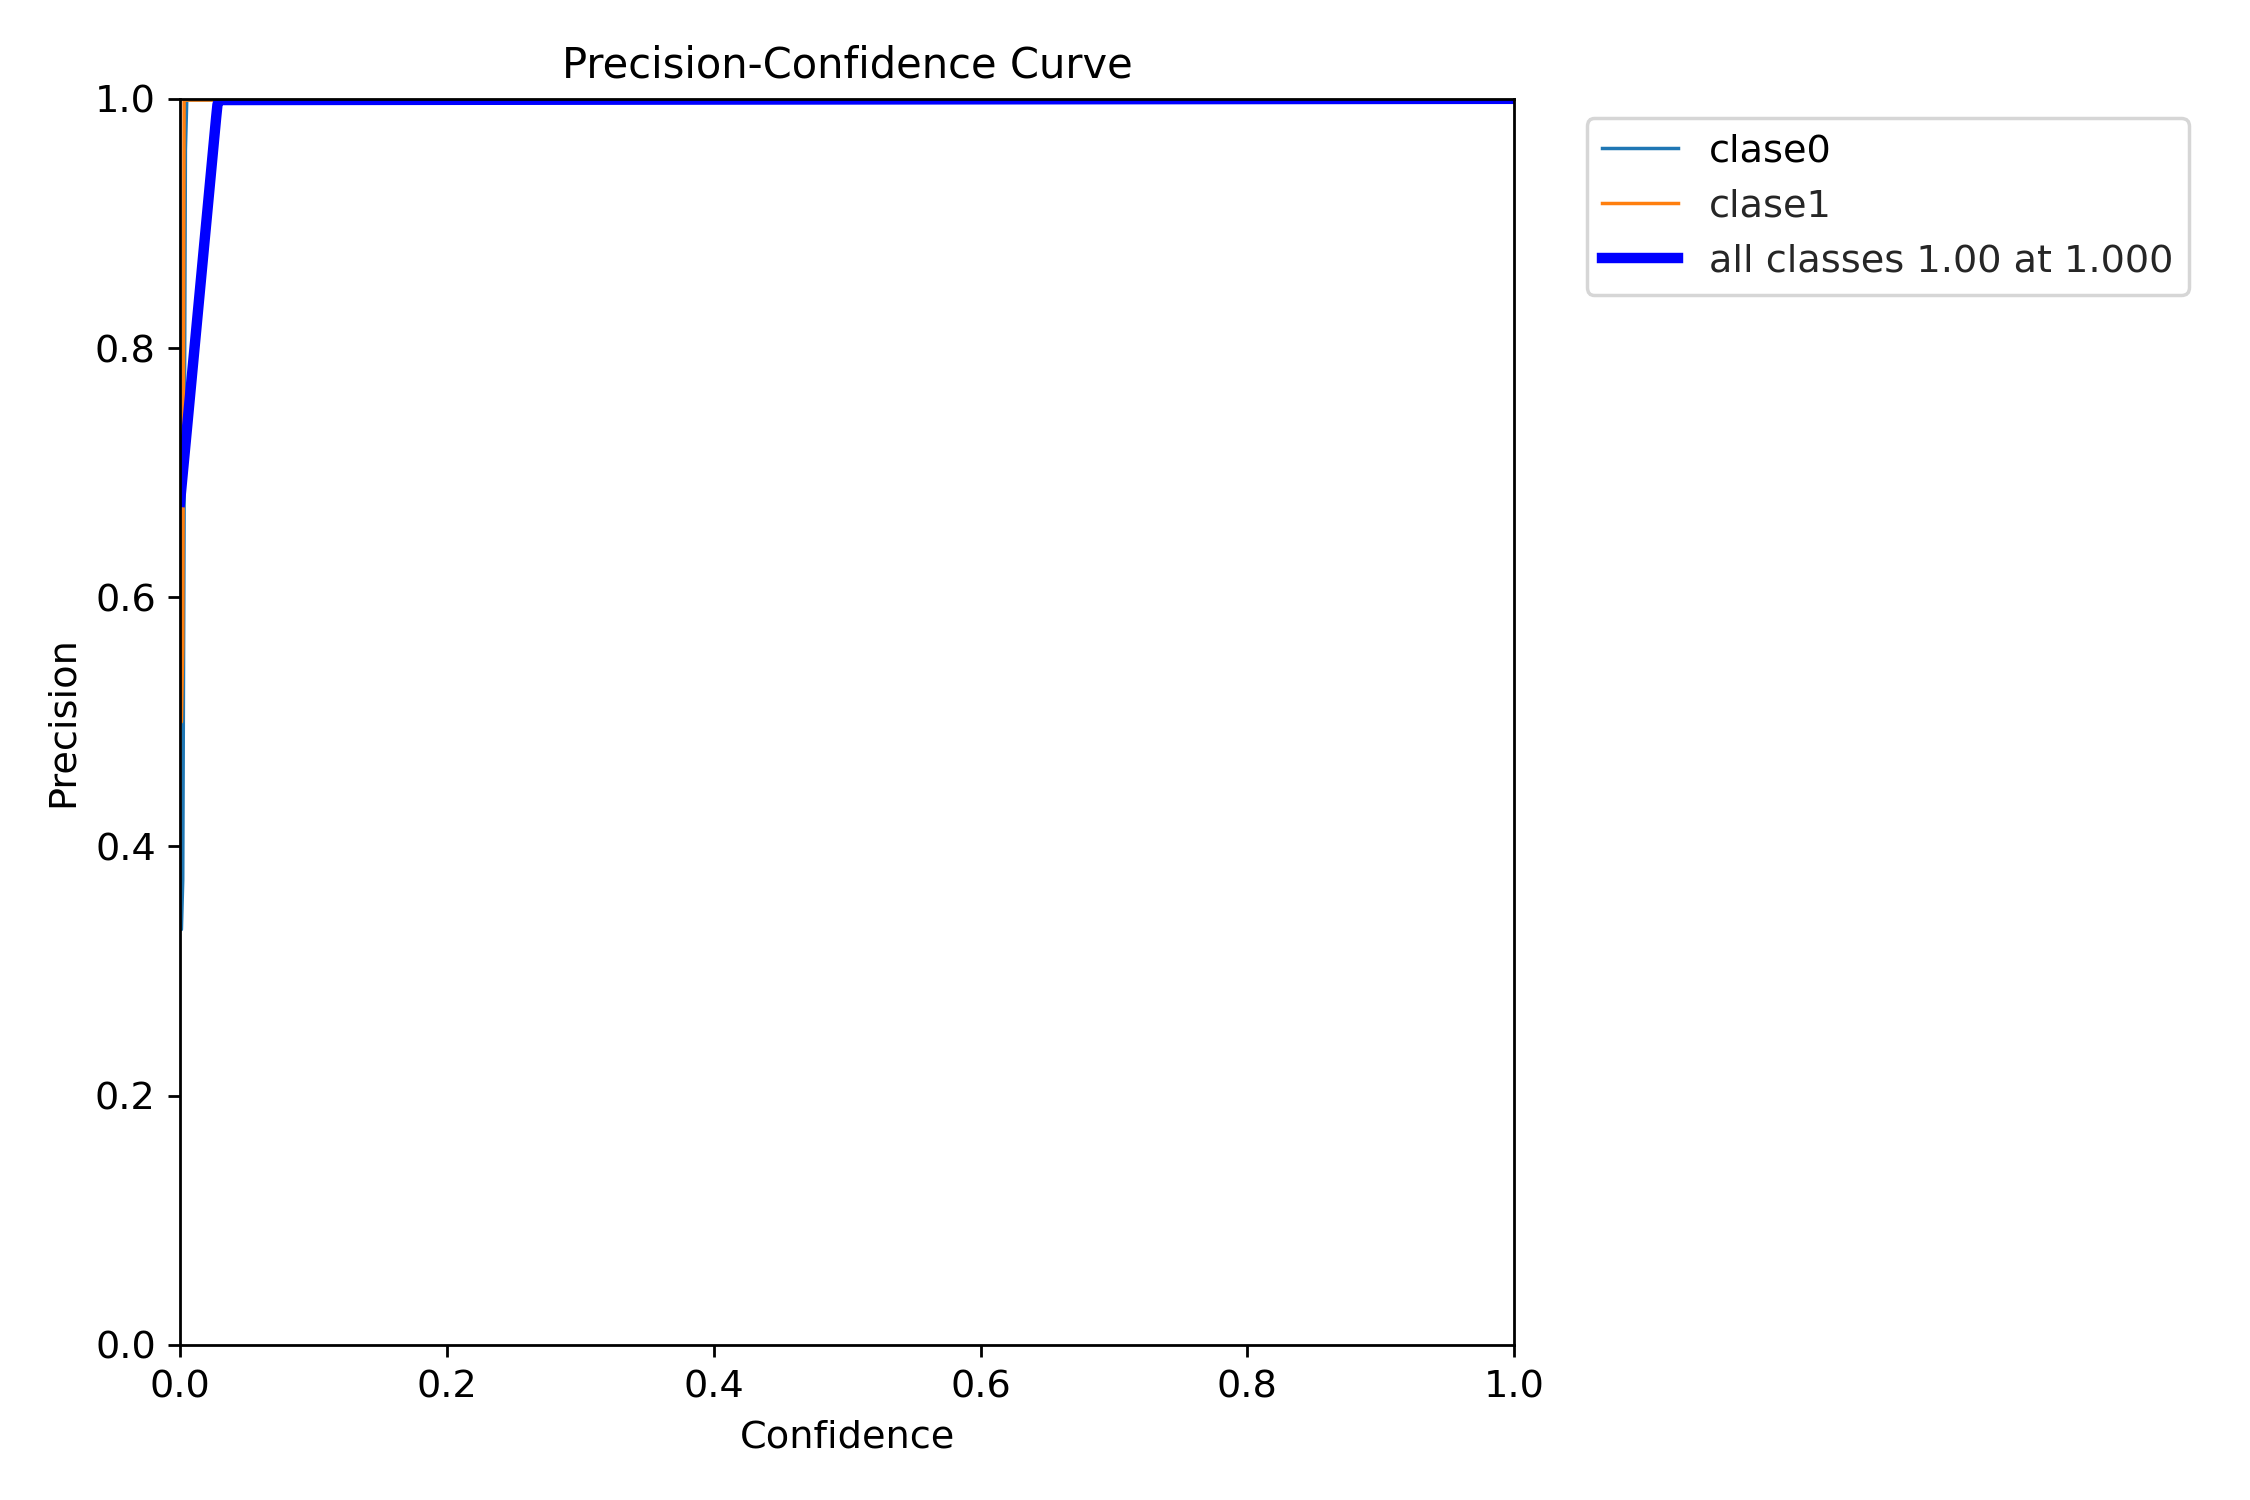 Precision-Confidence Curve
1.0
0.8
0.6
0.4
0.2
0.0
Precision
0.0 0.2 0.4 0.6 0.8 1.0
Confidence
clase0
clase1
all classes 1.00 at 1.000